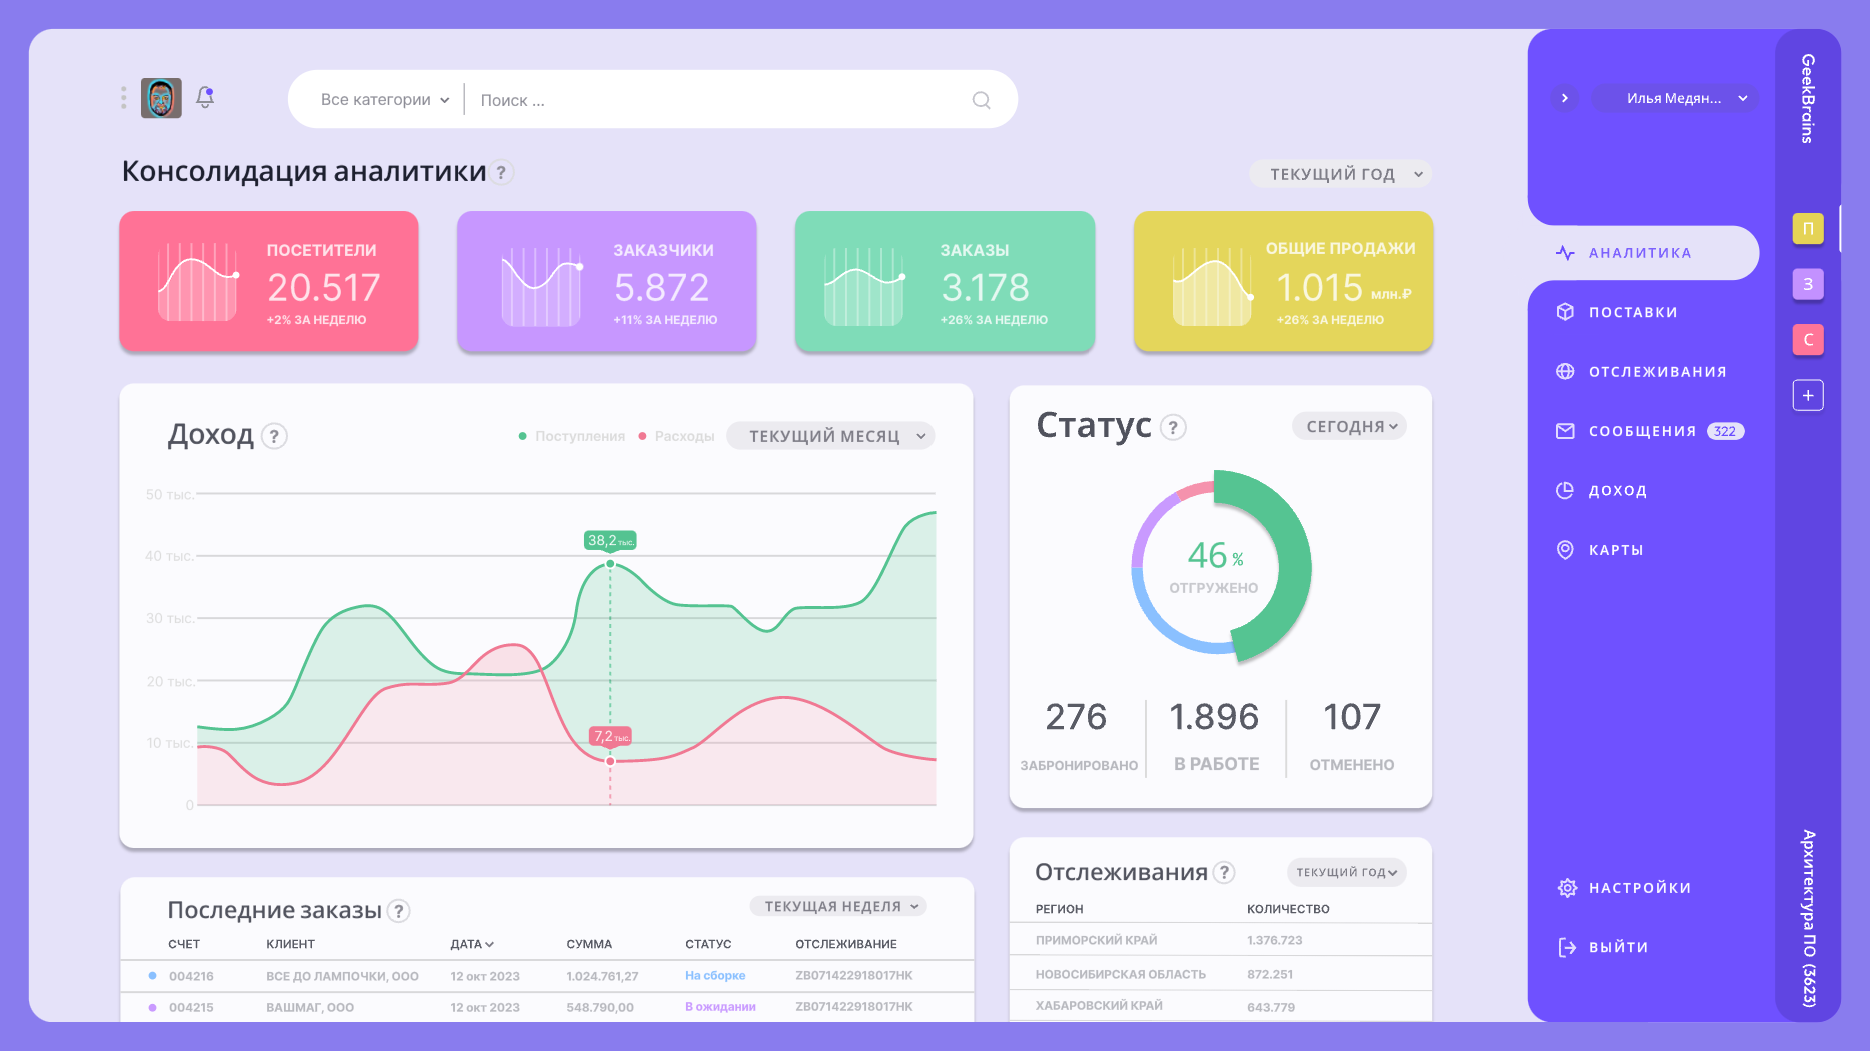 Все категории
Поиск ...
Консолидация аналитики ?
ТЕКУЩИЙ ГОД
ПОСЕТИТЕЛИ
20.517
+2% ЗА НЕДЕЛЮ
ЗАКАЗЧИКИ
5.872
+11% ЗА НЕДЕЛЮ
ЗАКАЗЫ
3.178
+26% ЗА НЕДЕЛЮ
ОБЩИЕ ПРОДАЖИ
1.015 млн.₽
+26% ЗА НЕДЕЛЮ
Доход ?
Поступления
Расходы
ТЕКУЩИЙ МЕСЯЦ
50 тыс.
40 тыс.
30 тыс.
20 тыс.
10 тыс.
0
38,2 тыс.
7,2 тыс.
Статус ?
СЕГОДНЯ
46 %
ОТГРУЖЕНО
276
ЗАБРОНИРОВАНО
1.896
В РАБОТЕ
107
ОТМЕНЕНО
Последние заказы ?
ТЕКУЩАЯ НЕДЕЛЯ
СЧЕТ КЛИЕНТ ДАТА СУММА СТАТУС ОТСЛЕЖИВАНИЕ
004216 ВСЕ ДО ЛАМПОЧКИ, ООО 12 окт 2023 1.024.761,27 На сборке ZB071422918017HK
004215 ВАШМАГ, ООО 12 окт 2023 548.790,00 В ожидании ZB071422918017HK
Отслеживания ?
ТЕКУЩИЙ ГОД
РЕГИОН КОЛИЧЕСТВО
ПРИМОРСКИЙ КРАЙ 1.376.723
НОВОСИБИРСКАЯ ОБЛАСТЬ 872.251
ХАБАРОВСКИЙ КРАЙ 643.779
Илья Медян...
АНАЛИТИКА
ПОСТАВКИ
ОТСЛЕЖИВАНИЯ
СООБЩЕНИЯ 322
ДОХОД
КАРТЫ
НАСТРОЙКИ
ВЫЙТИ
GeekBrains
П
З
С
+
Архитектура ПО (3623)